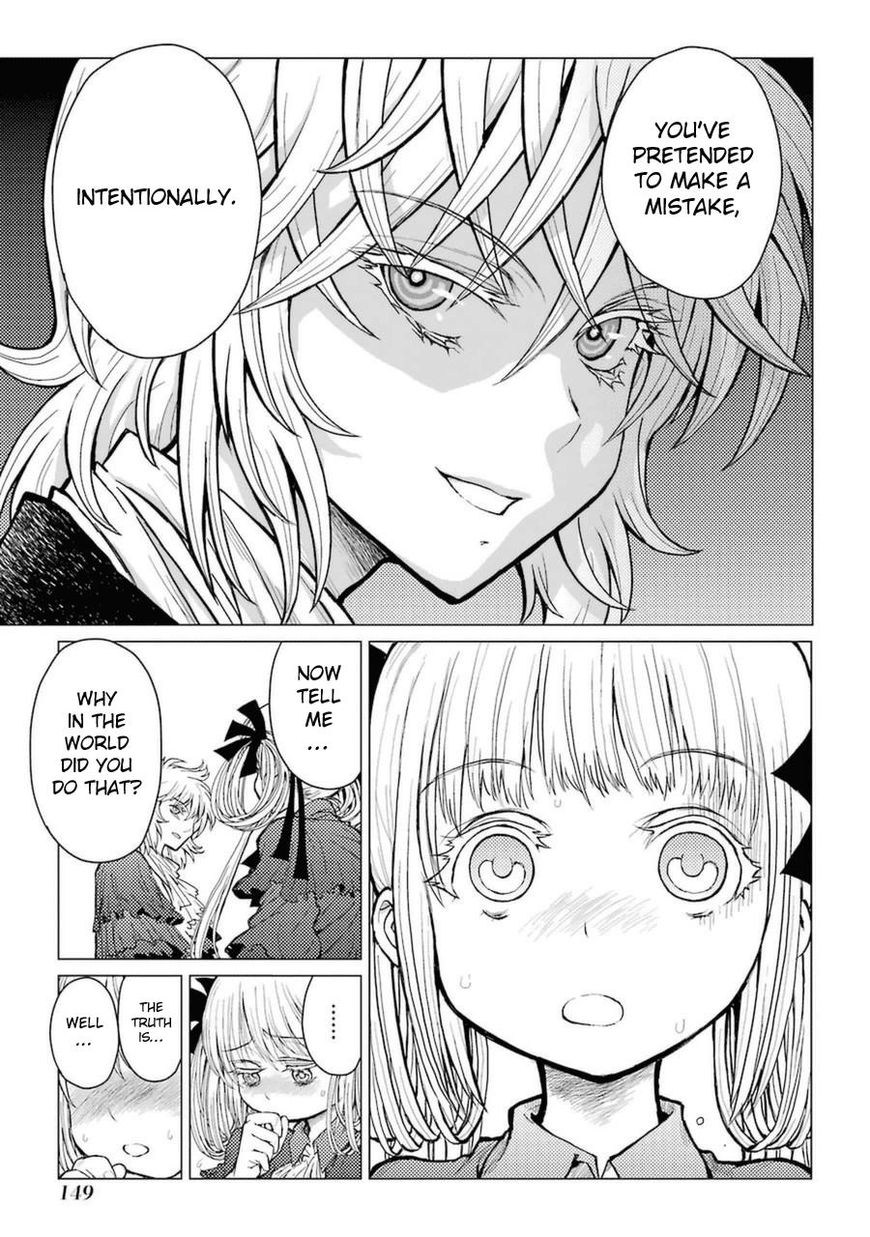 YOU'VE
PRETENDED
TO MAKE A
MISTAKE,
INTENTIONALLY.
NOW
TELL
ME
...
WHY
IN THE
WORLD
DID YOU
DO THAT?
......
THE
TRUTH
IS...
WELL
...
149